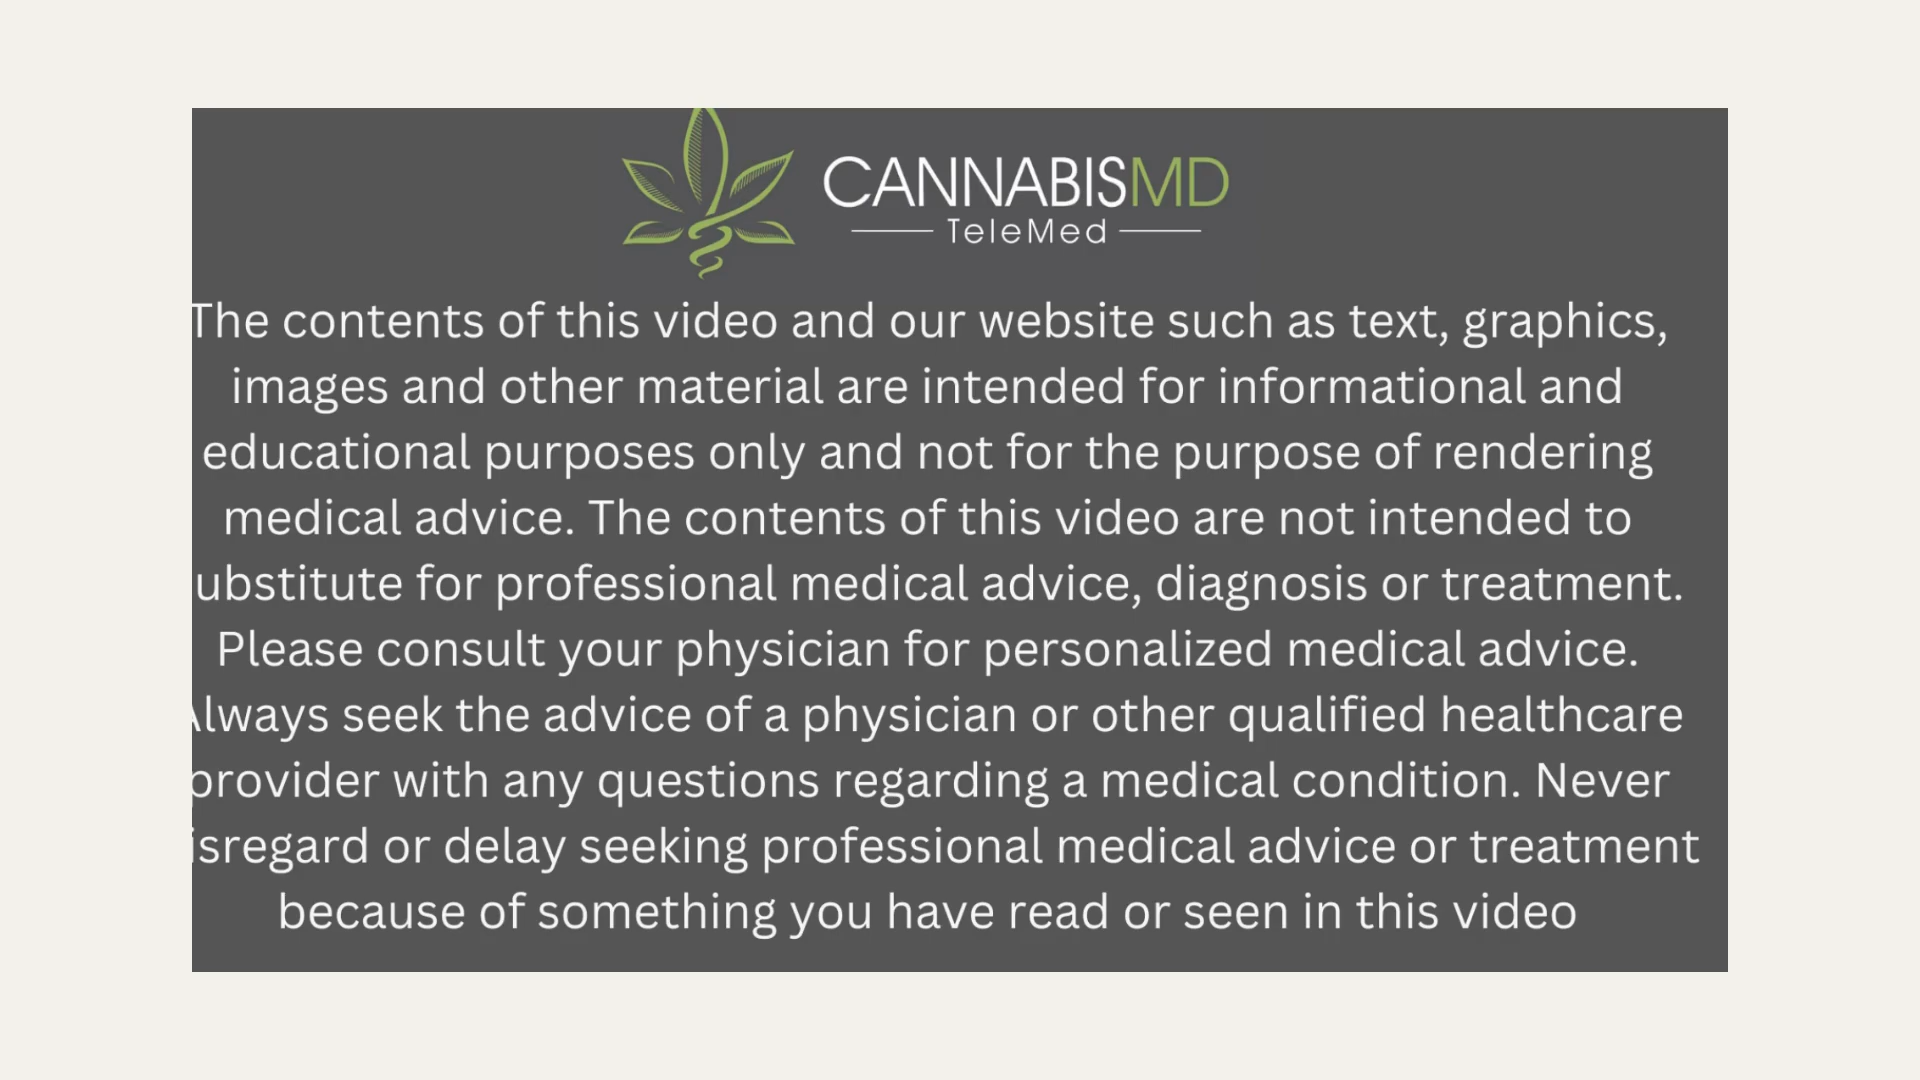 CANNABISMD
TeleMed
The contents of this video and our website such as text, graphics,
images and other material are intended for informational and
educational purposes only and not for the purpose of rendering
medical advice. The contents of this video are not intended to
ubstitute for professional medical advice, diagnosis or treatment.
Please consult your physician for personalized medical advice.
Always seek the advice of a physician or other qualified healthcare
provider with any questions regarding a medical condition. Never
isregard or delay seeking professional medical advice or treatment
because of something you have read or seen in this video